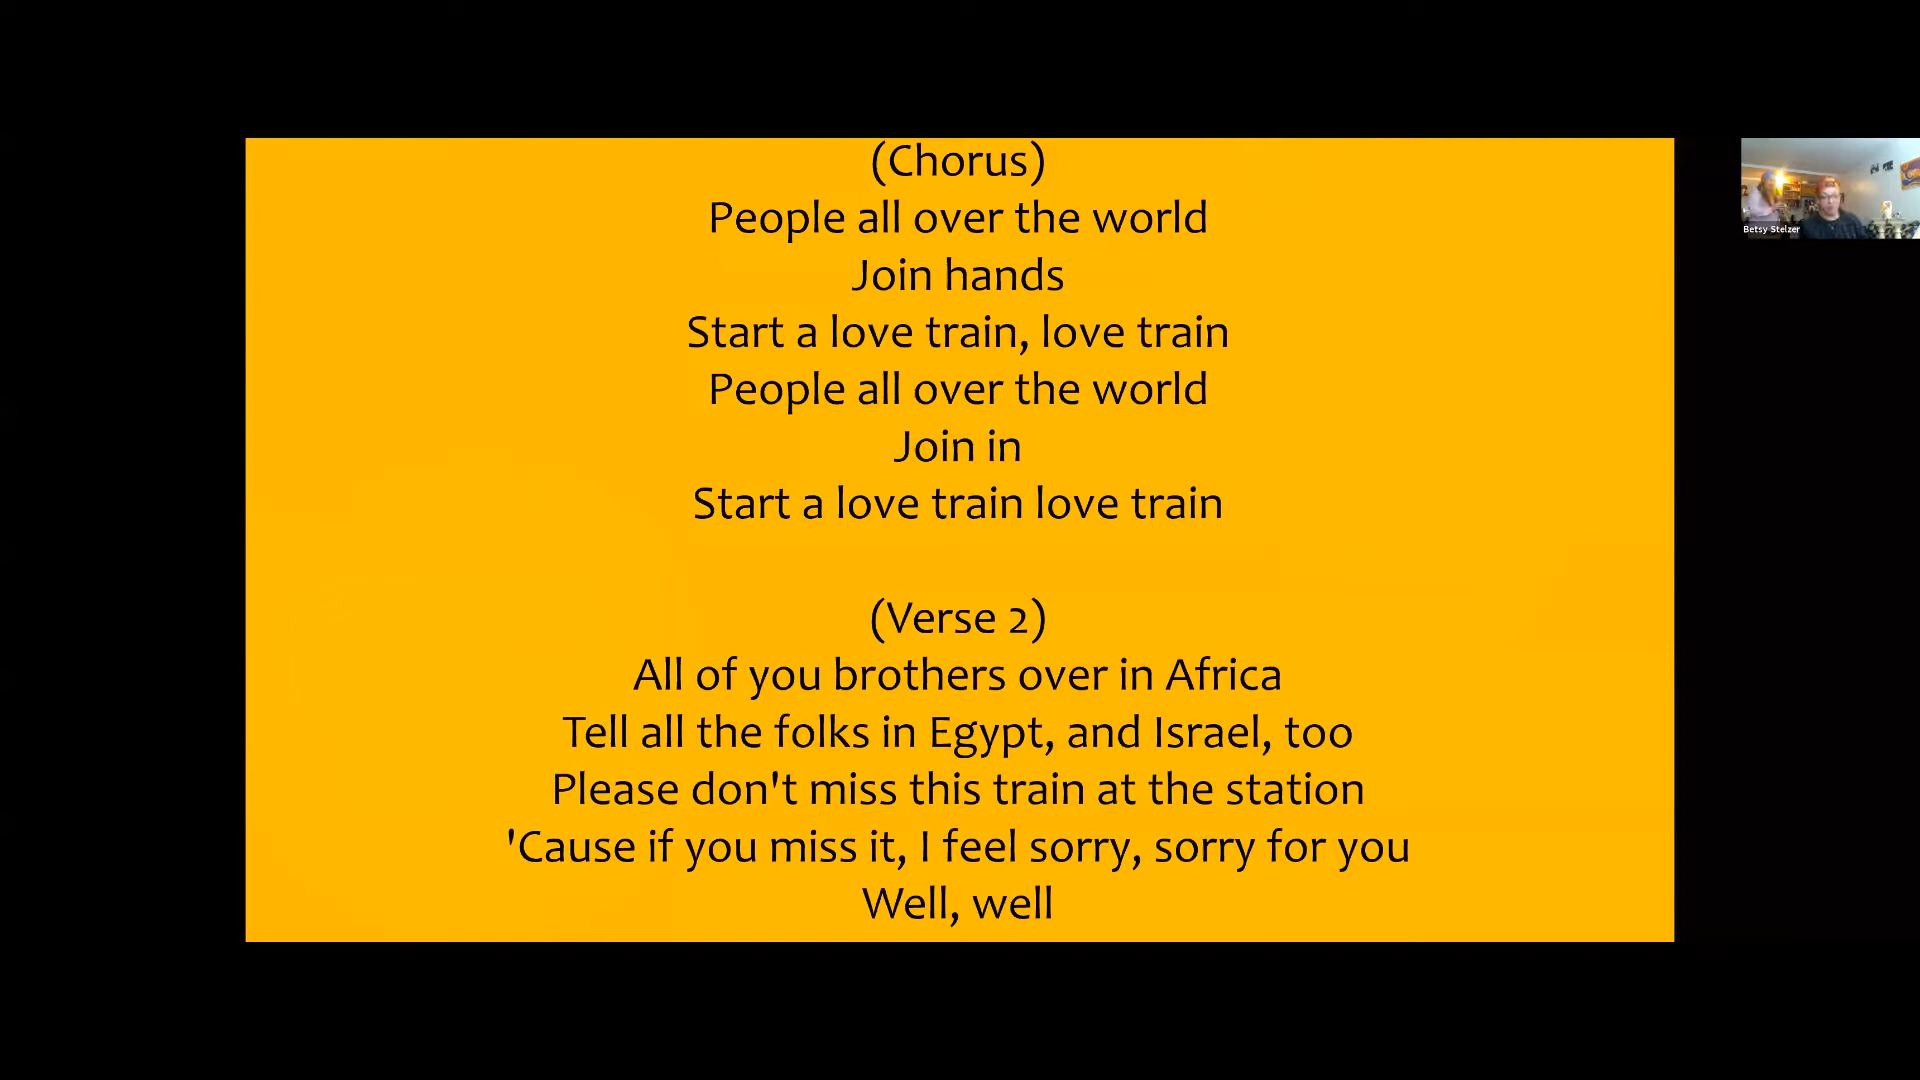 (Chorus)
People all over the world
Join hands
Start a love train, love train
People all over the world
Join in
Start a love train love train
(Verse 2)
All of you brothers over in Africa
Tell all the folks in Egypt, and Israel, too
Please don't miss this train at the station
'Cause if you miss it, I feel sorry, sorry for you
Well, well
Betsy Stelzer